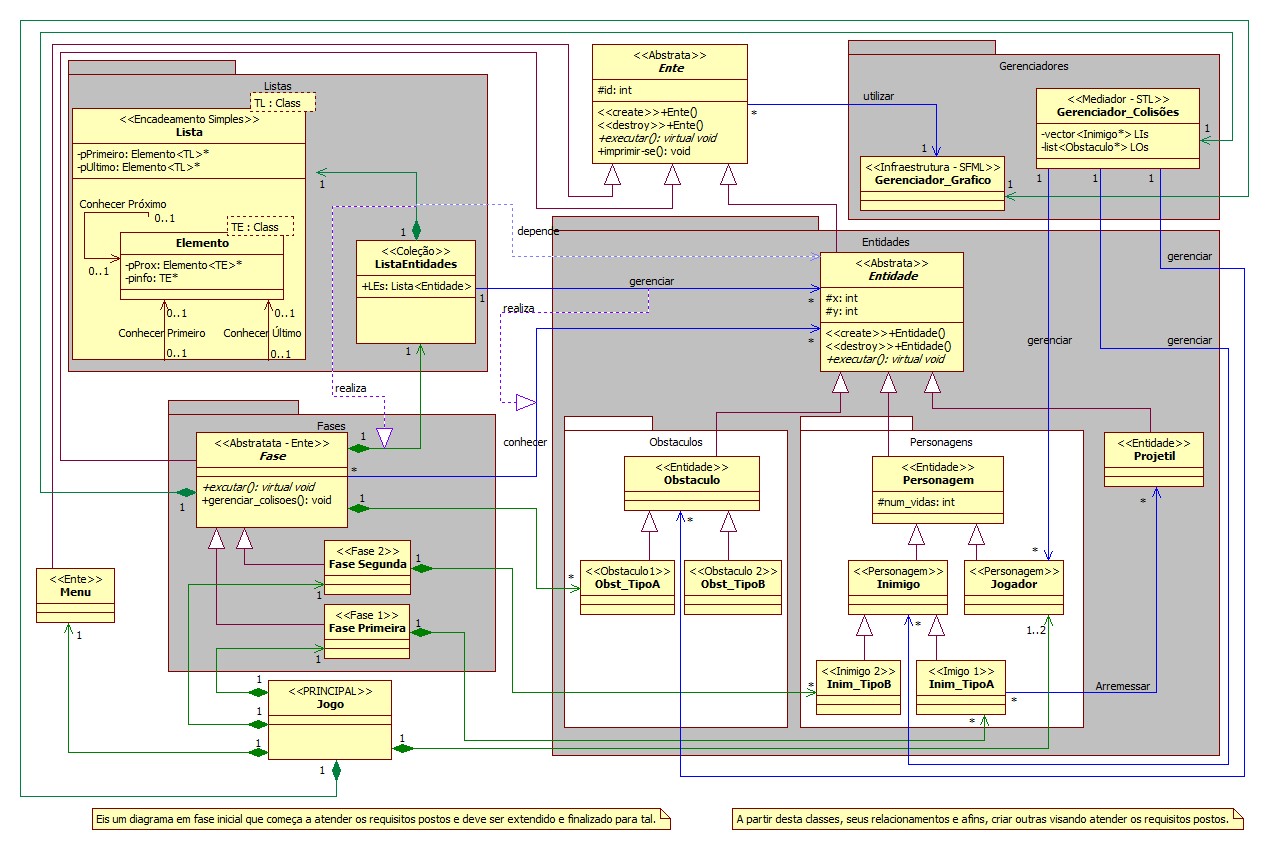 Listas
TL : Class
<<Encadeamento Simples>>
Lista
-pPrimeiro: Elemento<TL>*
-pUltimo: Elemento<TL>*
Conhecer Próximo
0..1
TE : Class
Elemento
0..1
-pProx: Elemento<TE>*
-pinfo: TE*
0..1
0..1
Conhecer Primeiro
Conhecer Último
0..1
0..1
1
1
<<Coleção>>
ListaEntidades
+LEs: Lista<Entidade>
1
1
<<Abstrata>>
Ente
#id: int
<<create>>+Ente()
<<destroy>>+Ente()
+executar(): virtual void
+imprimir-se(): void
*
utilizar
1
Gerenciadores
<<Mediador - STL>>
Gerenciador_Colisões
-vector<Inimigo*> LIs
-list<Obstaculo*> LOs
1
<<Infraestrutura - SFML>>
Gerenciador_Grafico
1
1
1
1
depende
gerenciar
realiza
realiza
conhecer
Entidades
<<Abstrata>>
Entidade
#x: int
#y: int
<<create>>+Entidade()
<<destroy>>+Entidade()
+executar(): virtual void
*
*
gerenciar
gerenciar
gerenciar
Fases
<<Abstratata - Ente>>
Fase
+excutar(): virtual void
+gerenciar_colisoes(): void
1
*
1
1
<<Fase 2>>
Fase Segunda
1
1
<<Fase 1>>
Fase Primeira
1
1
<<Ente>>
Menu
1
<<PRINCIPAL>>
Jogo
1
1
1
1
1
Obstaculos
<<Entidade>>
Obstaculo
*
<<Obstaculo1>>
Obst_TipoA
*
<<Obstaculo 2>>
Obst_TipoB
Personagens
<<Entidade>>
Personagem
#num_vidas: int
<<Personagem>>
Inimigo
*
<<Personagem>>
Jogador
*
1..2
<<Inimigo 2>>
Inim_TipoB
*
<<Imigo 1>>
Inim_TipoA
*
*
Arremessar
<<Entidade>>
Projetil
*
Eis um diagrama em fase inicial que começa a atender os requisitos postos e deve ser extendido e finalizado para tal.
A partir desta classes, seus relacionamentos e afins, criar outras visando atender os requisitos postos.